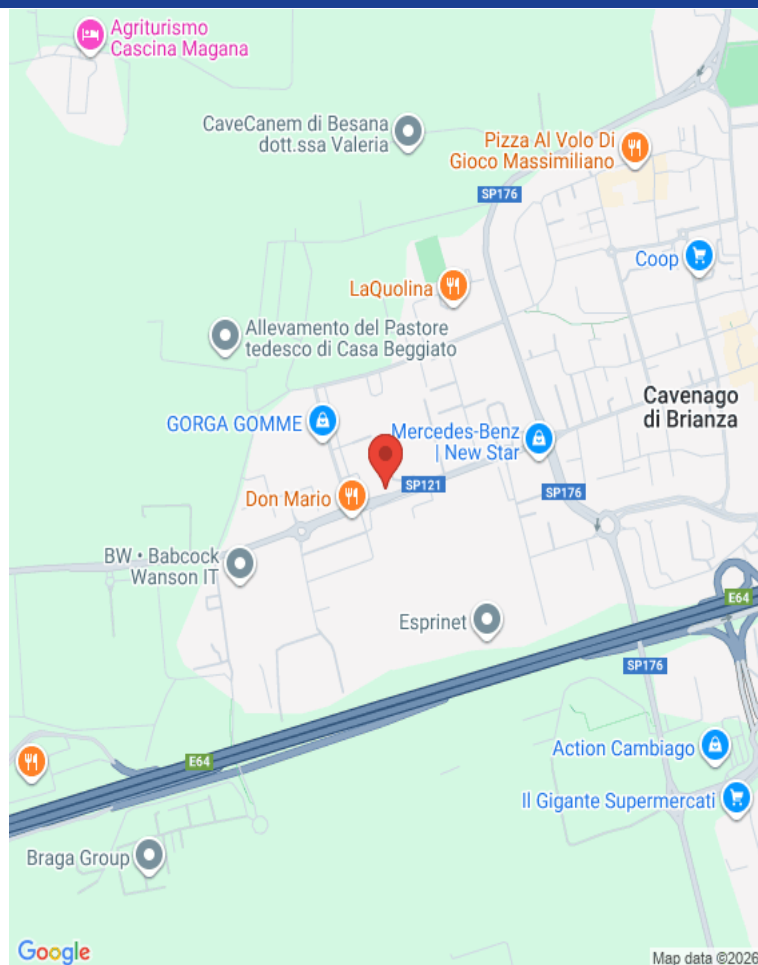 Agriturismo
Cascina Magana
CaveCanem di Besana
dott.ssa Valeria
Pizza Al Volo Di
Gioco Massimiliano
SP176
Coop
LaQuolina
Allevamento del Pastore
tedesco di Casa Beggiato
Cavenago
di Brianza
GORGA GOMME
Mercedes-Benz
| New Star
SP121
SP176
Don Mario
BW • Babcock
Wanson IT
E64
Esprinet
SP176
Action Cambiago
E64
Il Gigante Supermercati
Braga Group
Google
Map data ©2026